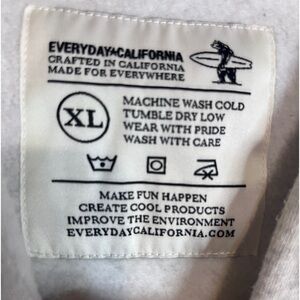 EVERYDAY★CALIFORNIA
CRAFTED IN CALIFORNIA
MADE FOR EVERYWHERE
XL
MACHINE WASH COLD
TUMBLE DRY LOW
WEAR WITH PRIDE
WASH WITH CARE
MAKE FUN HAPPEN
CREATE COOL PRODUCTS
IMPROVE THE ENVIRONMENT
EVERYDAYCALIFORNIA.COM